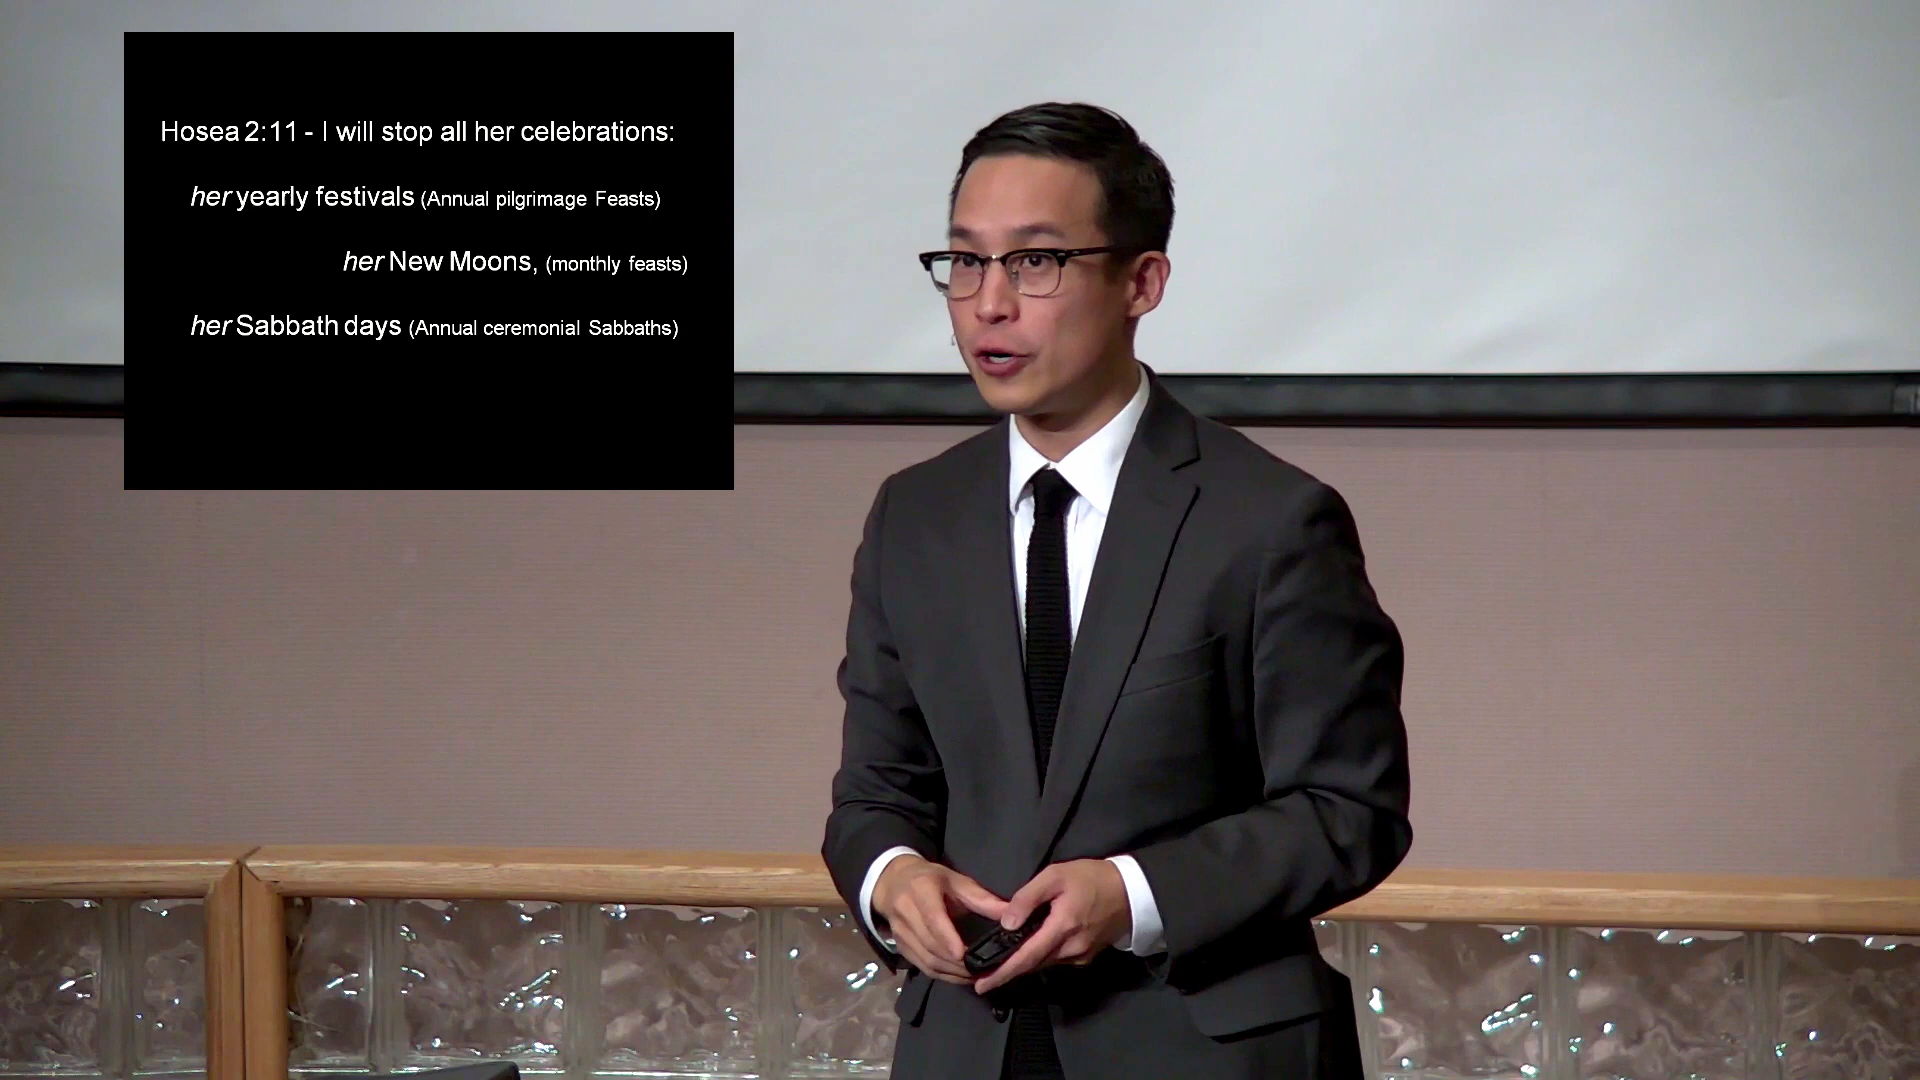 Hosea 2:11 - I will stop all her celebrations:
her yearly festivals (Annual pilgrimage Feasts)
her New Moons, (monthly feasts)
her Sabbath days (Annual ceremonial Sabbaths)